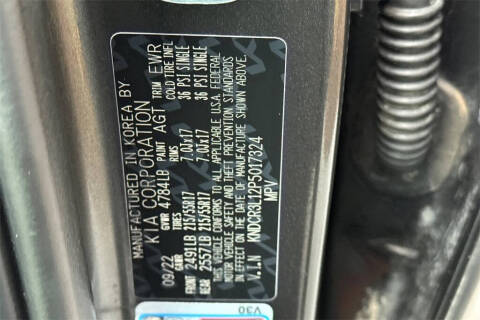 MANUFACTURED IN KOREA BY
KIA CORPORATION
09/22 GVWR 4784LB PAINT AGT TRIM EWR
GAWR TIRES RIMS COLD TIRE INFL
FRONT 2491LB 215/55R17 7.0Jx17 36 PSI SINGLE
REAR 2557LB 215/55R17 7.0Jx17 36 PSI SINGLE
THIS VEHICLE CONFORMS TO ALL APPLICABLE U.S.A FEDERAL
MOTOR VEHICLE SAFETY AND THEFT PREVENTION STANDARDS
IN EFFECT ON THE DATE OF MANUFACTURE SHOWN ABOVE.
V.I.N KNDCR3L12P5017324
MPV
V30